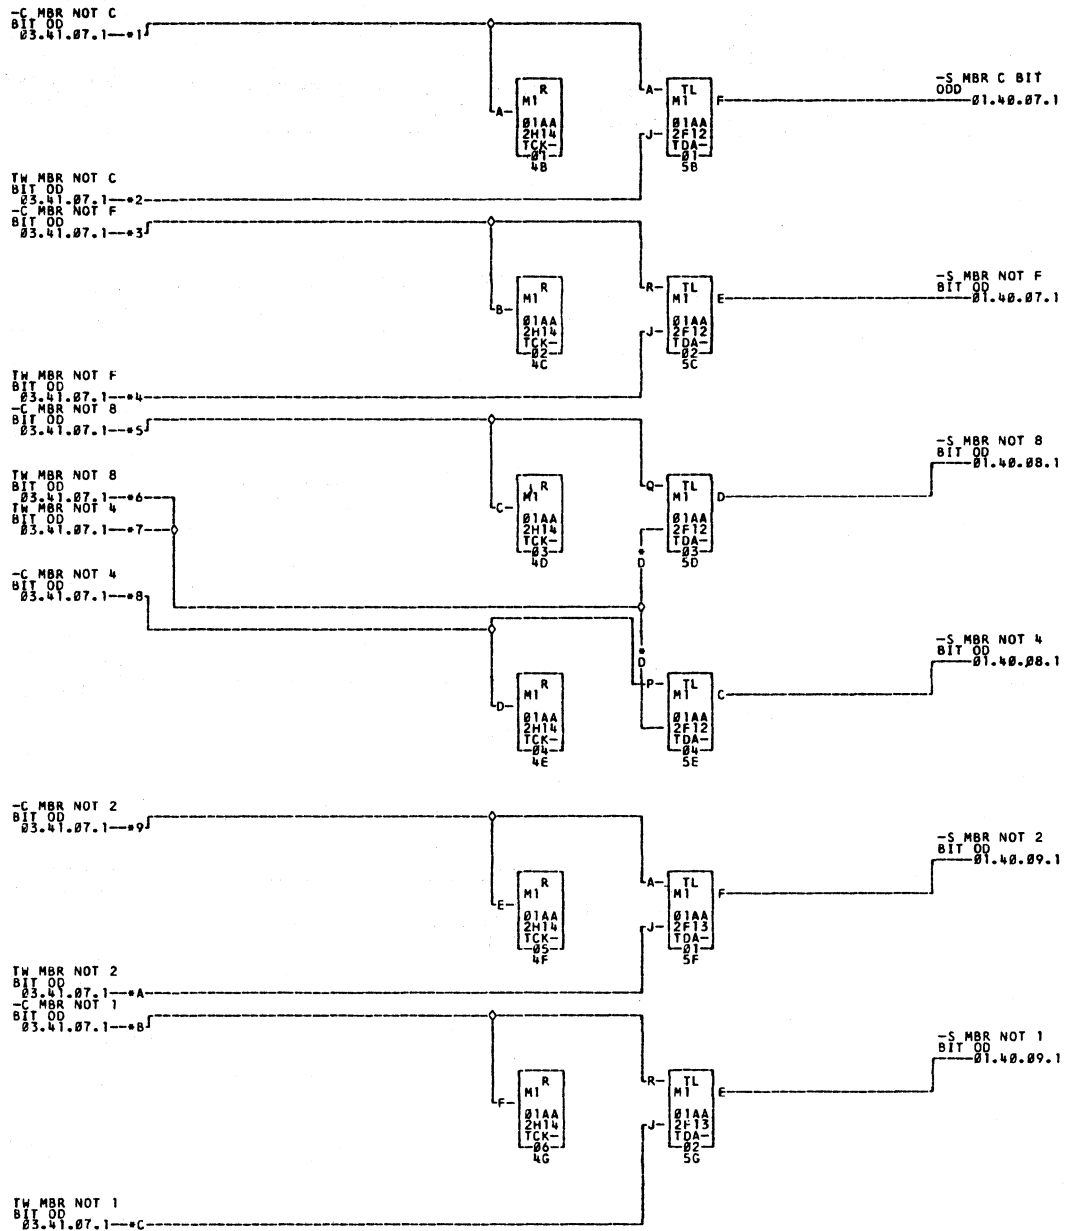 -C MBR NOT C
BIT OD
03.41.07.1--*1
A-
R
M1
01AA
2H14
TCK-
01
4B
A-
TL
M1
F
01AA
J-
2F12
TDA-
01
5B
-S MBR C BIT
ODD
01.40.07.1
TW MBR NOT C
BIT OD
03.41.07.1--*2
-C MBR NOT F
BIT OD
03.41.07.1--*3
B-
R
M1
01AA
2H14
TCK-
02
4C
R-
TL
M1
E
01AA
J-
2F12
TDA-
02
5C
-S MBR NOT F
BIT OD
01.40.07.1
TW MBR NOT F
BIT OD
03.41.07.1--*4
-C MBR NOT 8
BIT OD
03.41.07.1--*5
TW MBR NOT 8
BIT OD
03.41.07.1--*6
TW MBR NOT 4
BIT OD
03.41.07.1--*7
C-
R
M1
01AA
2H14
TCK-
03
4D
Q-
TL
M1
D
01AA
2F12
TDA-
03
5D
*
D
-S MBR NOT 8
BIT OD
01.40.08.1
-C MBR NOT 4
BIT OD
03.41.07.1--*8
D-
R
M1
01AA
2H14
TCK-
04
4E
*
D
P-
TL
M1
C
01AA
2F12
TDA-
04
5E
-S MBR NOT 4
BIT OD
01.40.08.1
-C MBR NOT 2
BIT OD
03.41.07.1--*9
E-
R
M1
01AA
2H14
TCK-
05
4F
A-
TL
M1
F
01AA
J-
2F13
TDA-
01
5F
-S MBR NOT 2
BIT OD
01.40.09.1
TW MBR NOT 2
BIT OD
03.41.07.1--*A
-C MBR NOT 1
BIT OD
03.41.07.1--*B
F-
R
M1
01AA
2H14
TCK-
06
4G
R-
TL
M1
E
01AA
J-
2F13
TDA-
02
5G
-S MBR NOT 1
BIT OD
01.40.09.1
TW MBR NOT 1
BIT OD
03.41.07.1--*C